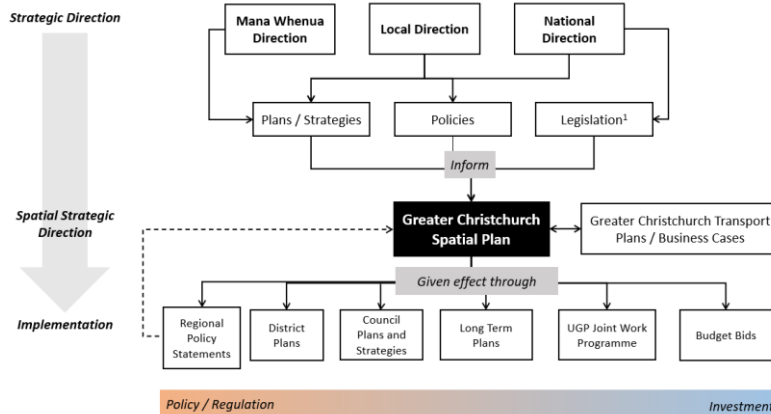 Strategic Direction
Mana Whenua
Direction
Local Direction
National
Direction
Plans / Strategies
Policies
Legislation1
Inform
Spatial Strategic
Direction
Greater Christchurch
Spatial Plan
Greater Christchurch Transport
Plans / Business Cases
Given effect through
Implementation
Regional
Policy
Statements
District
Plans
Council
Plans and
Strategies
Long Term
Plans
UGP Joint Work
Programme
Budget Bids
Policy / Regulation
Investment